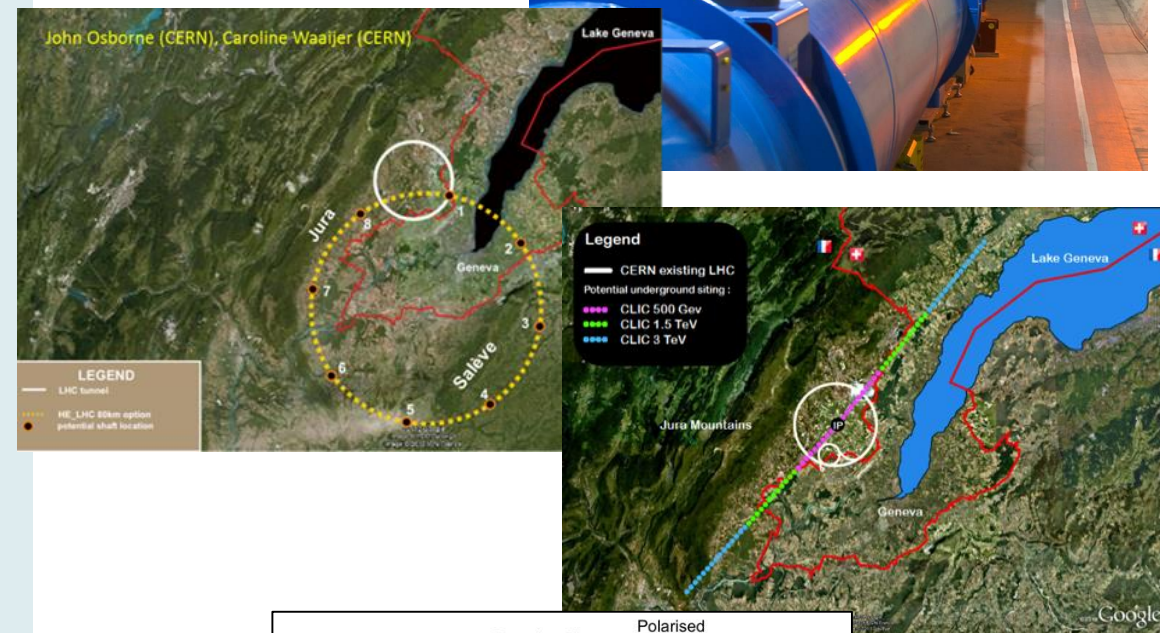 John Osborne (CERN), Caroline Waaijer (CERN)
Lake Geneva
Jura
8
1
2
Geneva
7
3
Salève
6
4
5
LEGEND
LHC tunnel
HE_LHC 80km option
potential shaft location
Legend
CERN existing LHC
Potential underground siting :
CLIC 500 Gev
CLIC 1.5 TeV
CLIC 3 TeV
Lake Geneva
Jura Mountains
IP
Geneva
Google
Polarised